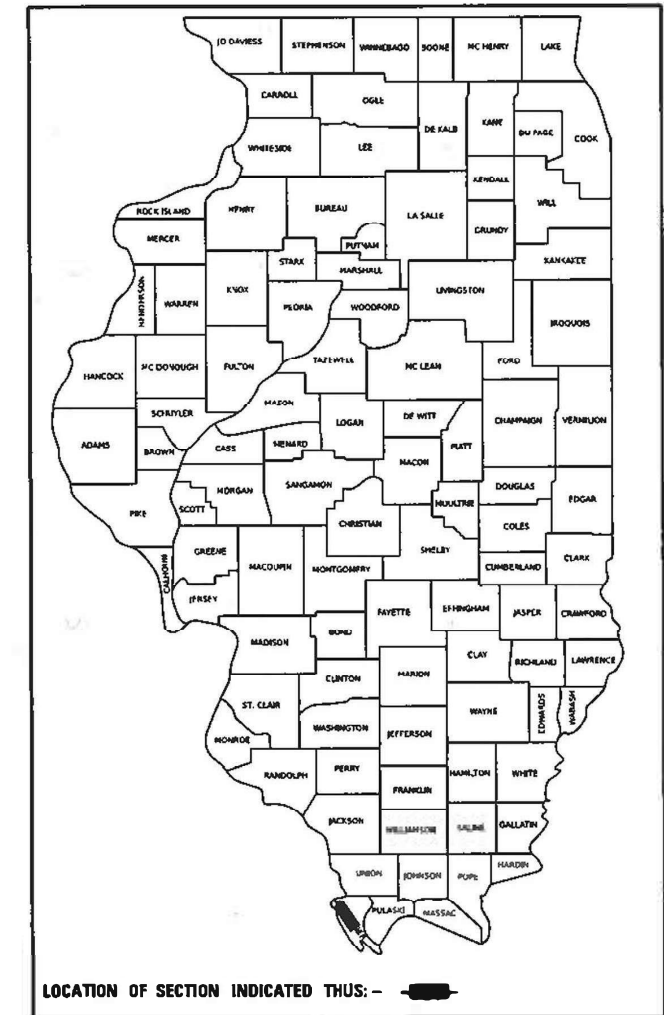 JO DAVIESS STEPHENSON WINNEBAGO BOONE MC HENRY LAKE
CARROLL OGLE DE KALB KANE DU PAGE COOK
WHITESIDE LEE KENDALL WILL
ROCK ISLAND HENRY BUREAU LA SALLE GRUNDY
MERCER PUTNAM KANKAKEE
STARK MARSHALL
HENDERSON WARREN KNOX PEORIA WOODFORD LIVINGSTON IROQUOIS
HANCOCK MC DONOUGH FULTON TAZEWELL MC LEAN FORD
SCHUYLER MASON LOGAN DE WITT CHAMPAIGN VERMILION
ADAMS BROWN CASS MENARD MACON PIATT
PIKE SCOTT MORGAN SANGAMON MOULTRIE DOUGLAS EDGAR
CHRISTIAN COLES
CALHOUN GREENE MACOUPIN MONTGOMERY SHELBY CUMBERLAND CLARK
JERSEY FAYETTE EFFINGHAM JASPER CRAWFORD
MADISON BOND CLAY RICHLAND LAWRENCE
CLINTON MARION
ST. CLAIR WAYNE EDWARDS WABASH
MONROE WASHINGTON JEFFERSON
RANDOLPH PERRY HAMILTON WHITE
FRANKLIN
JACKSON WILLIAMSON SALINE GALLATIN
UNION JOHNSON POPE HARDIN
PULASKI MASSAC
LOCATION OF SECTION INDICATED THUS: -